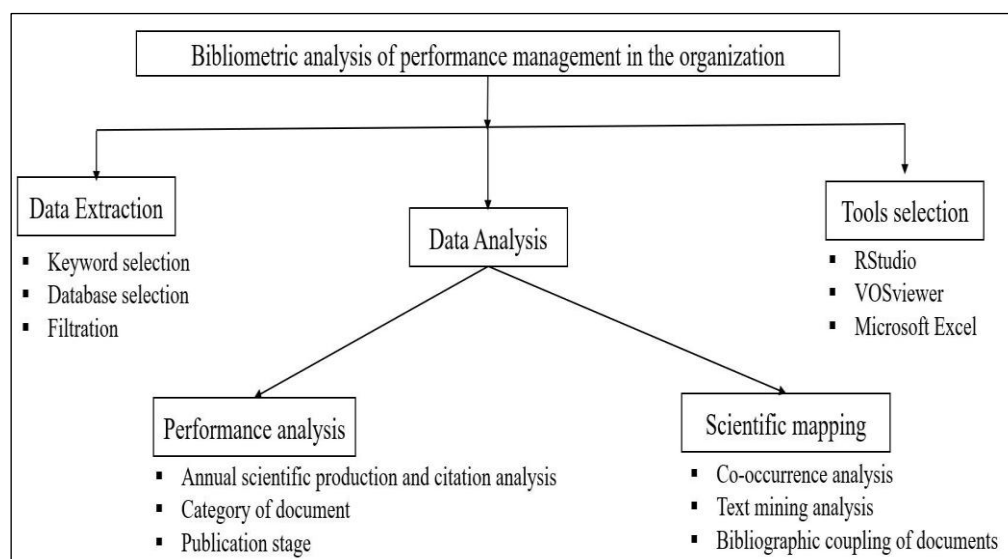 Bibliometric analysis of performance management in the organization
Data Extraction
▪ Keyword selection
▪ Database selection
▪ Filtration
Data Analysis
Tools selection
▪ RStudio
▪ VOSviewer
▪ Microsoft Excel
Performance analysis
▪ Annual scientific production and citation analysis
▪ Category of document
▪ Publication stage
Scientific mapping
▪ Co-occurrence analysis
▪ Text mining analysis
▪ Bibliographic coupling of documents